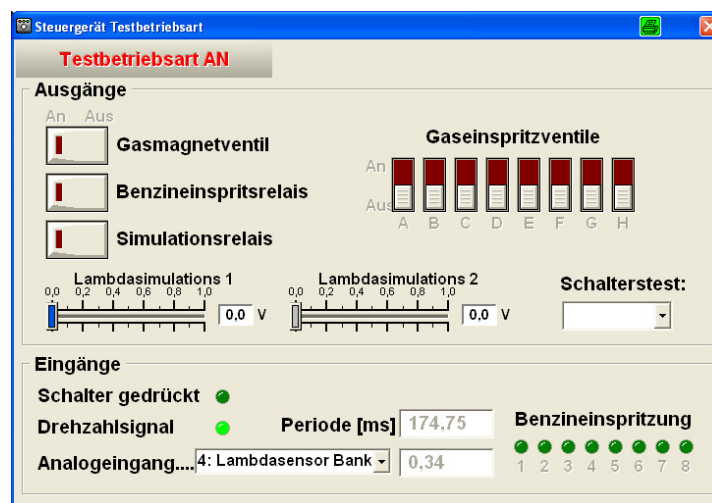 Steuergerät Testbetriebsart
Testbetriebsart AN
Ausgänge
An Aus
Gasmagnetventil
Benzineinspritsrelais
Simulationsrelais
Gaseinspritzventile
An
Aus
A B C D E F G H
Lambdasimulations 1
0,0 0,2 0,4 0,6 0,8 1,0
0,0 V
Lambdasimulations 2
0,0 0,2 0,4 0,6 0,8 1,0
0,0 V
Schalterstest:
Eingänge
Schalter gedrückt
Drehzahlsignal
Periode [ms] 174,75
Analogeingang.... 4: Lambdasensor Bank 0,34
Benzineinspritzung
1 2 3 4 5 6 7 8